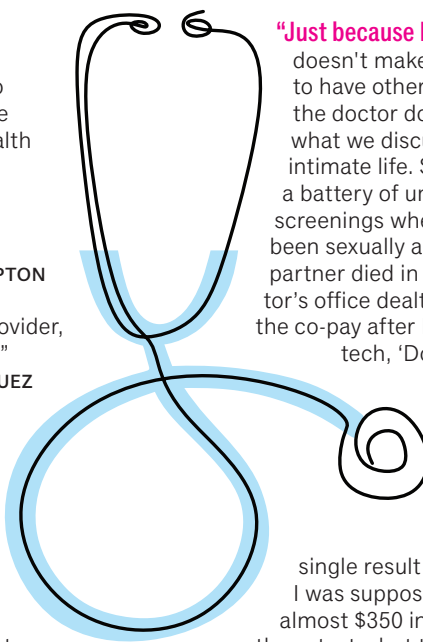 alth
PTON
ovider,
”
UEZ
“Just because
doesn't make
to have other
the doctor do
what we discu
intimate life. S
a battery of ur
screenings whe
been sexually a
partner died in
tor’s office dealt
the co-pay after
tech, ‘Do
single result
I was suppos
almost $350 in